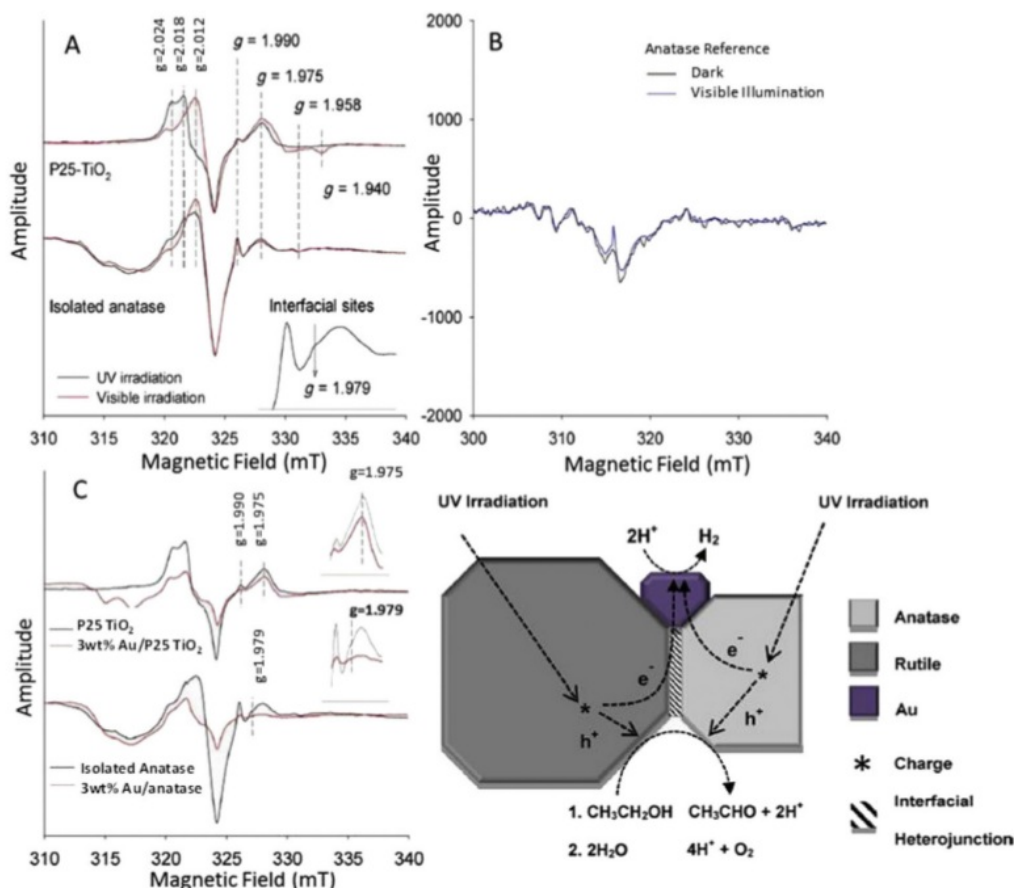 A
g=2.024
g=2.018
g=2.012
g = 1.990
g = 1.975
g = 1.958
g = 1.940
P25-TiO₂
Isolated anatase
Interfacial sites
g = 1.979
UV irradiation
Visible irradiation
Amplitude
310 315 320 325 330 335 340
Magnetic Field (mT)
B
Anatase Reference
Dark
Visible Illumination
Amplitude
2000
1000
0
-1000
-2000
300 310 320 330 340
Magnetic Field (mT)
C
g=1.990
g=1.975
g=1.975
P25 TiO₂
3wt% Au/P25 TiO₂
g=1.979
g=1.979
Isolated Anatase
3wt% Au/anatase
Amplitude
310 315 320 325 330 335 340
Magnetic Field (mT)
UV Irradiation
UV Irradiation
2H⁺ H₂
e⁻
e⁻
* *
h⁺
h⁺
1. CH₃CH₂OH CH₃CHO + 2H⁺
2. 2H₂O 4H⁺ + O₂
Anatase
Rutile
Au
* Charge
Interfacial
Heterojunction